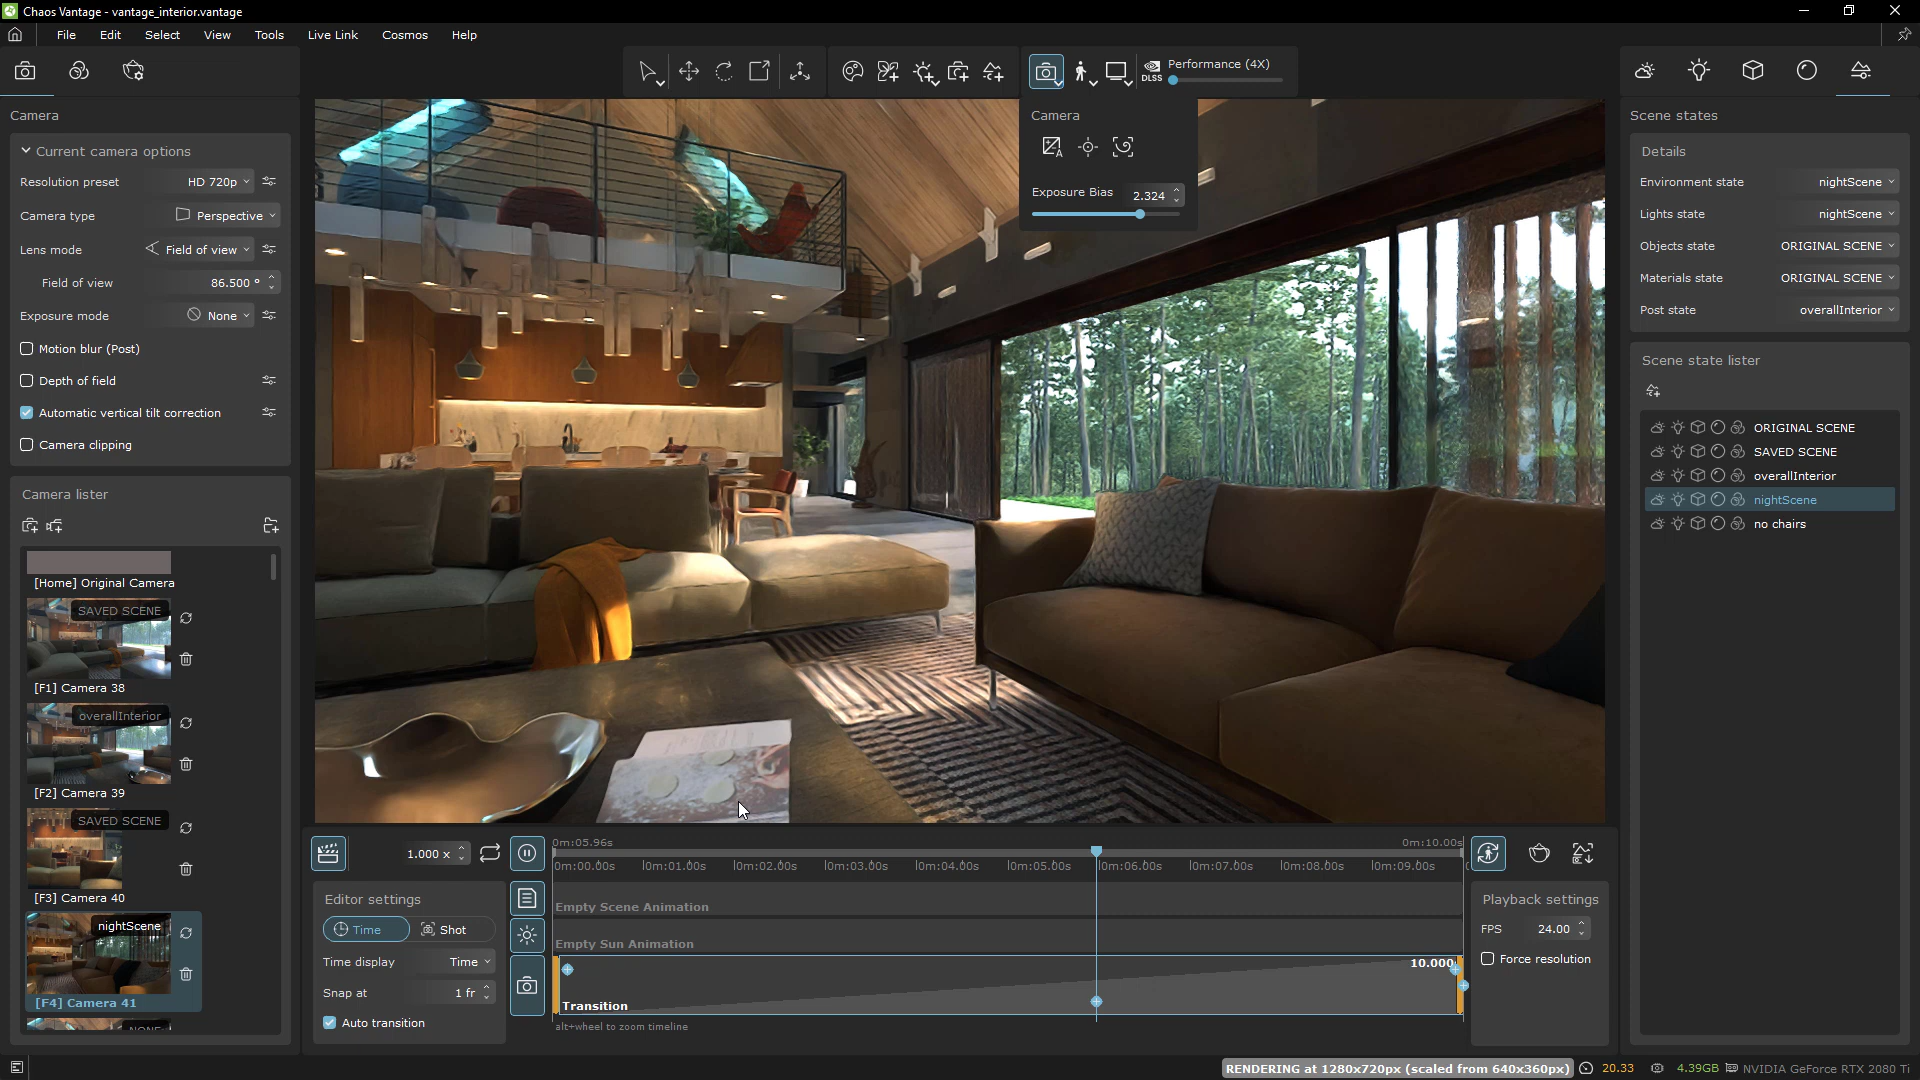 Chaos Vantage - vantage_interior.vantage
File Edit Select View Tools Live Link Cosmos Help
DLSS Performance (4X)
Camera
Current camera options
Resolution preset HD 720p
Camera type Perspective
Lens mode Field of view
Field of view 86.500 °
Exposure mode None
Motion blur (Post)
Depth of field
Automatic vertical tilt correction
Camera clipping
Camera lister
[Home] Original Camera
SAVED SCENE
[F1] Camera 38
overallInterior
[F2] Camera 39
SAVED SCENE
[F3] Camera 40
nightScene
[F4] Camera 41
NONE
Camera
Exposure Bias 2.324
Scene states
Details
Environment state nightScene
Lights state nightScene
Objects state ORIGINAL SCENE
Materials state ORIGINAL SCENE
Post state overallInterior
Scene state lister
ORIGINAL SCENE
SAVED SCENE
overallInterior
nightScene
no chairs
1.000 x
Editor settings
Time Shot
Time display Time
Snap at 1 fr
Auto transition
0m:05.96s 0m:10.00s
0m:00.00s 0m:01.00s 0m:02.00s 0m:03.00s 0m:04.00s 0m:05.00s 0m:06.00s 0m:07.00s 0m:08.00s 0m:09.00s
Empty Scene Animation
Empty Sun Animation
10.000
Transition
alt+wheel to zoom timeline
Playback settings
FPS 24.00
Force resolution
RENDERING at 1280x720px (scaled from 640x360px) 20.33 4.39GB NVIDIA GeForce RTX 2080 Ti